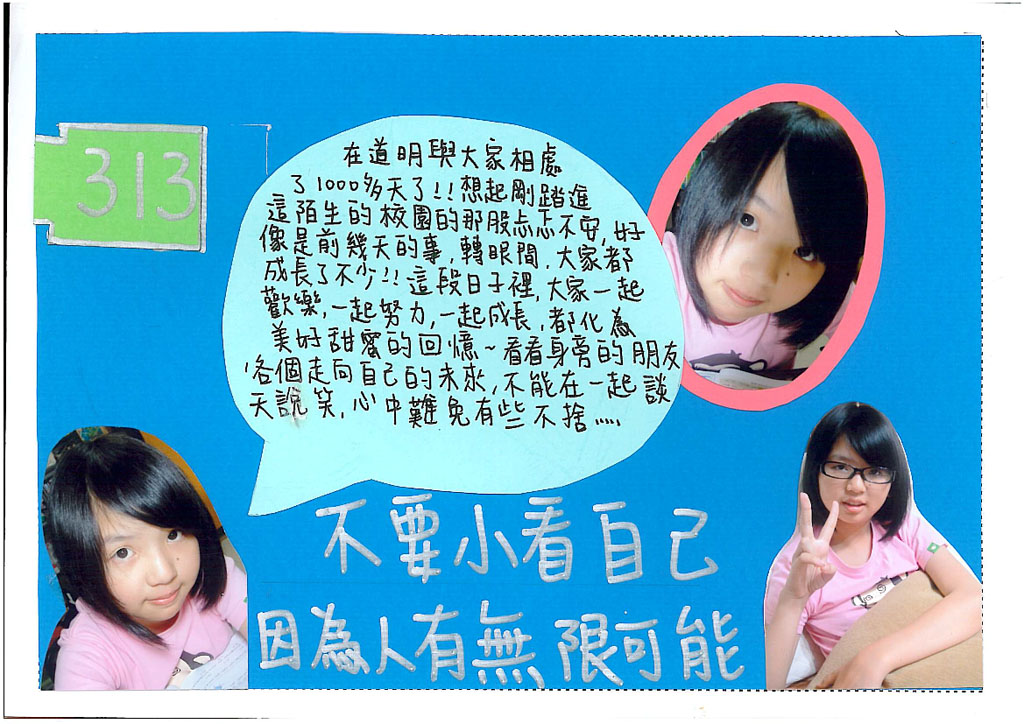 313
在道明與大家相處
了1000多天了!!想起剛踏進
這陌生的校園的那股忐忑不安,好
像是前幾天的事,轉眼間,大家都
成長了不少!!這段日子裡,大家一起
歡樂,一起努力,一起成長,都化為
美好甜蜜的回憶~看看身旁的朋友
各個走向自己的未來,不能在一起談
天說笑,心中難免有些不捨......
不要小看自己
因為人有無限可能